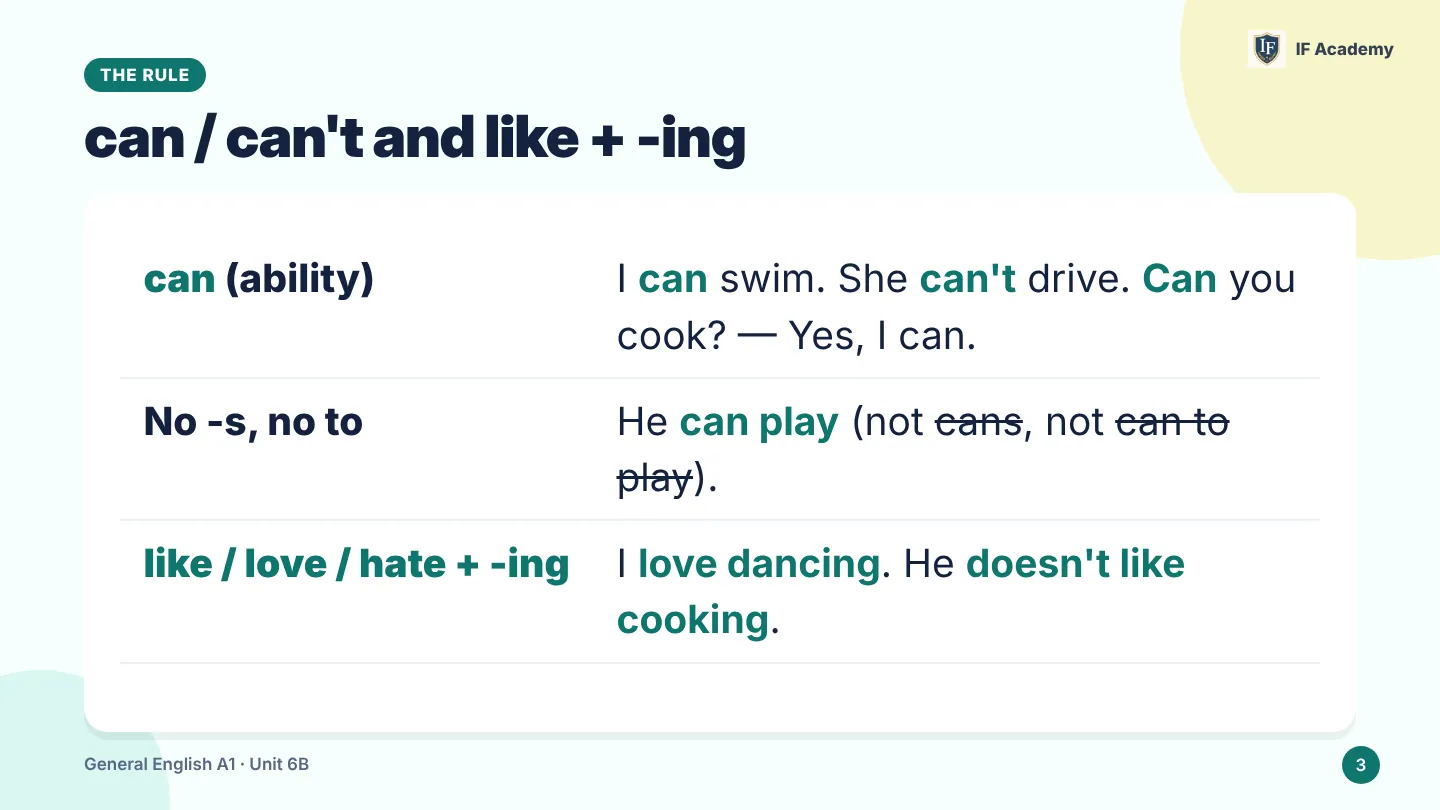 IF Academy
THE RULE
can / can't and like + -ing
can (ability)
I can swim. She can't drive. Can you
cook? — Yes, I can.
No -s, no to
He can play (not cans, not can to
play).
like / love / hate + -ing
I love dancing. He doesn't like
cooking.
General English A1 · Unit 6B
3